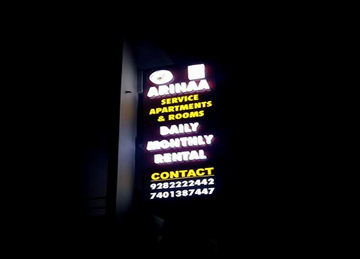 ARIHAA
SERVICE
APARTMENTS
& ROOMS
DAILY
MONTHLY
RENTAL
CONTACT
9282222442
7401387447